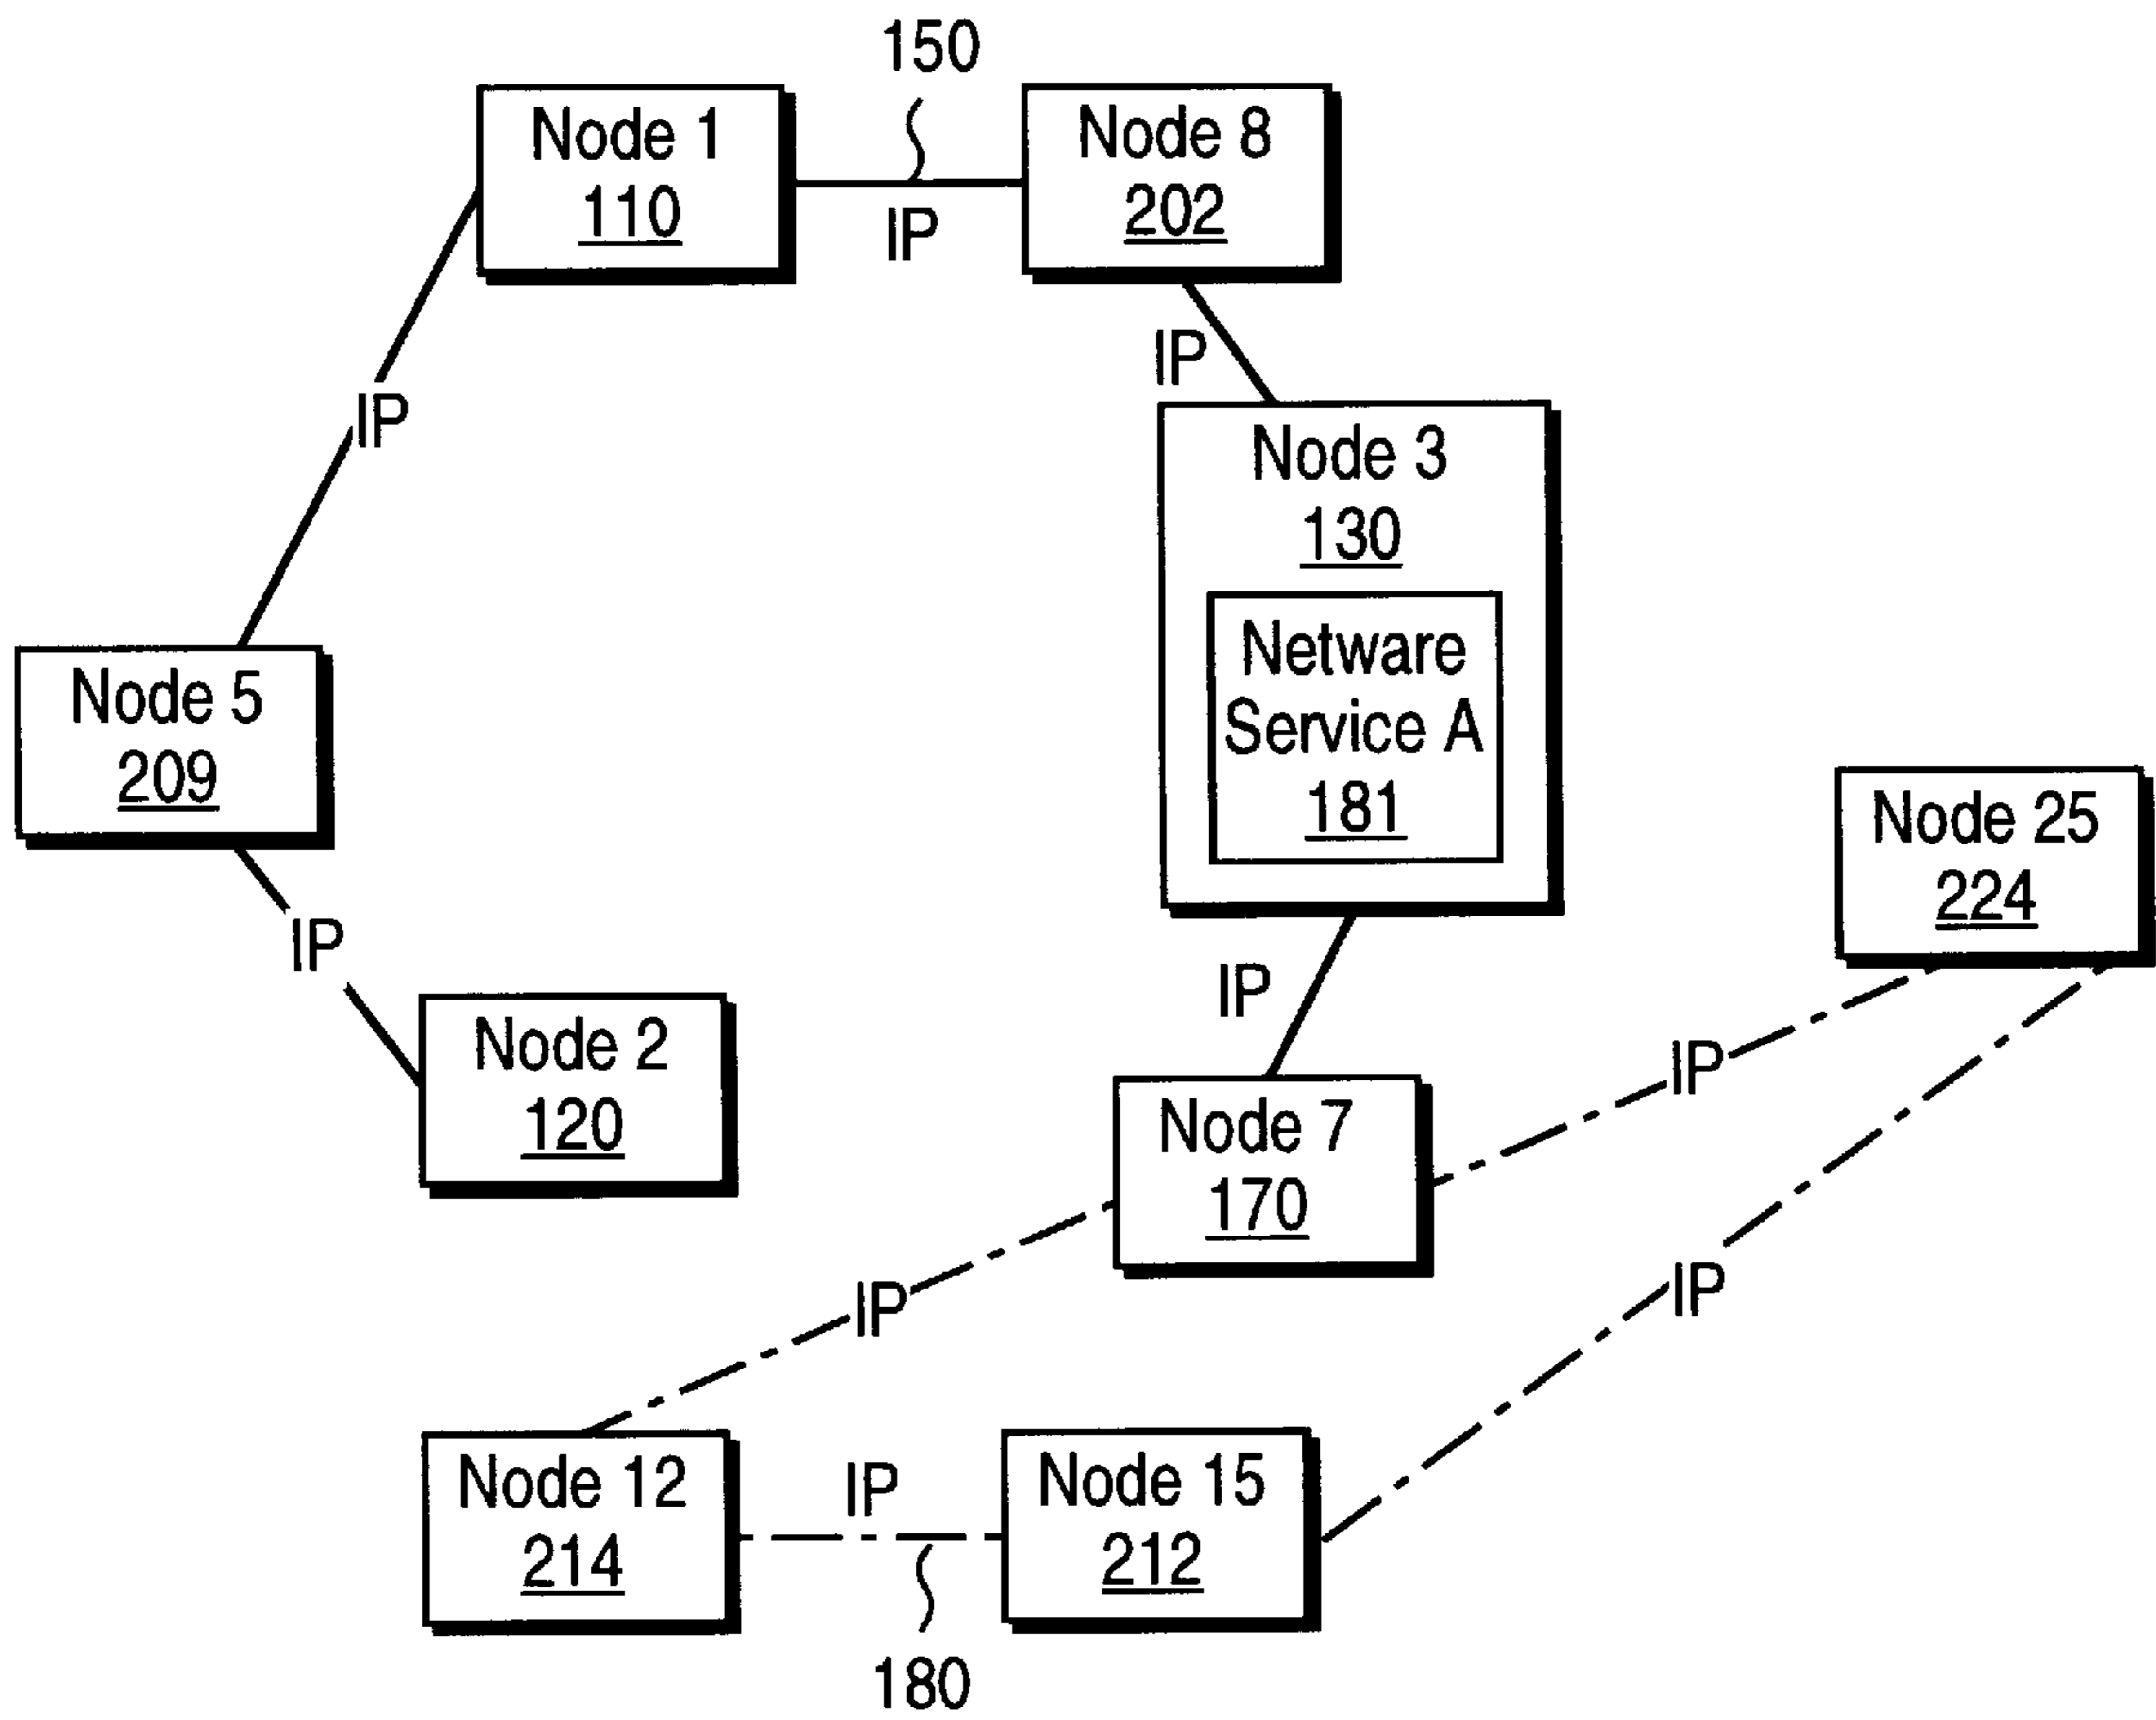 150
Node 1
110
Node 8
202
IP
IP
IP
Node 3
130
Netware
Service A
181
Node 5
209
Node 25
224
IP
IP
Node 2
120
IP
Node 7
170
IP
IP
Node 12
214
IP
Node 15
212
180